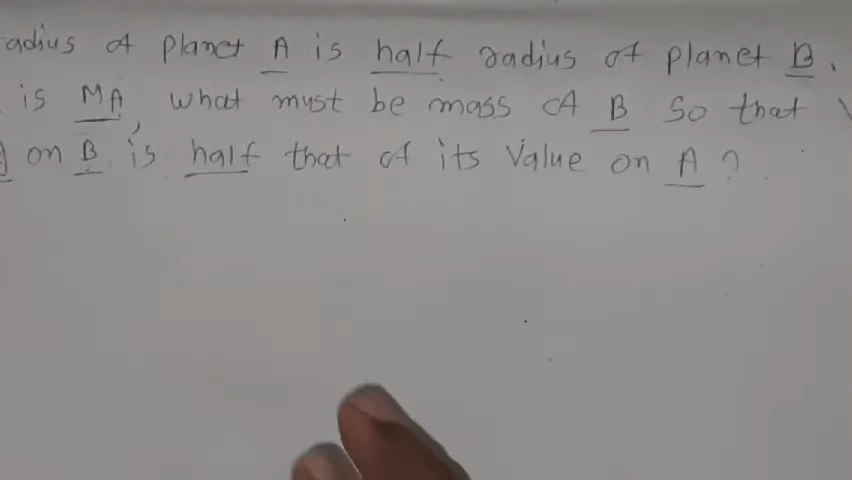 adius of planet A is half radius of planet B.
is MA, what must be mass of B so that
on B is half that of its value on A?